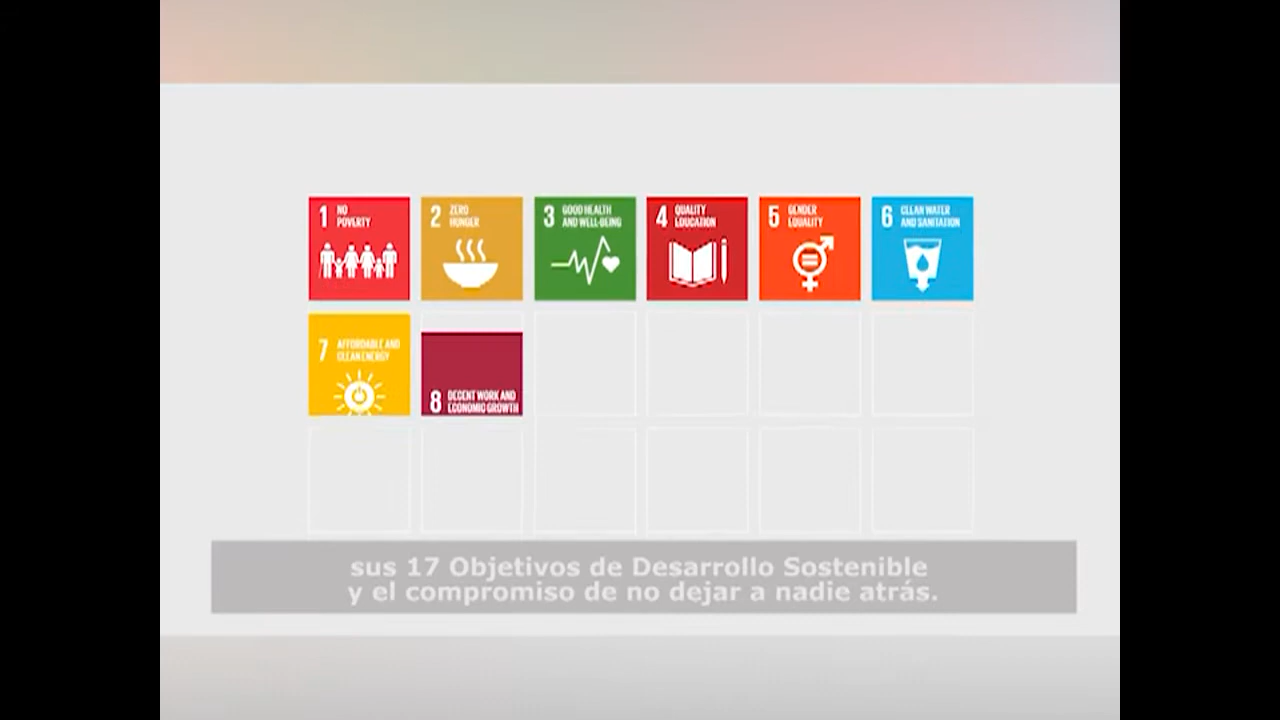 1 NO
POVERTY
2 ZERO
HUNGER
3 GOOD HEALTH
AND WELL-BEING
4 QUALITY
EDUCATION
5 GENDER
EQUALITY
6 CLEAN WATER
AND SANITATION
7 AFFORDABLE AND
CLEAN ENERGY
8 DECENT WORK AND
ECONOMIC GROWTH
sus 17 Objetivos de Desarrollo Sostenible
y el compromiso de no dejar a nadie atrás.